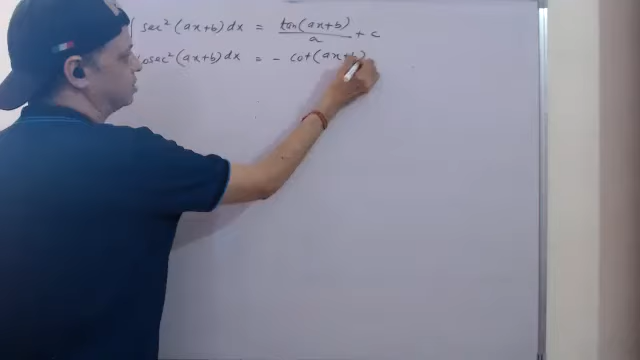 ∫ sec² (ax+b) dx = tan(ax+b)/a + c
cosec² (ax+b) dx = - cot (ax+b)